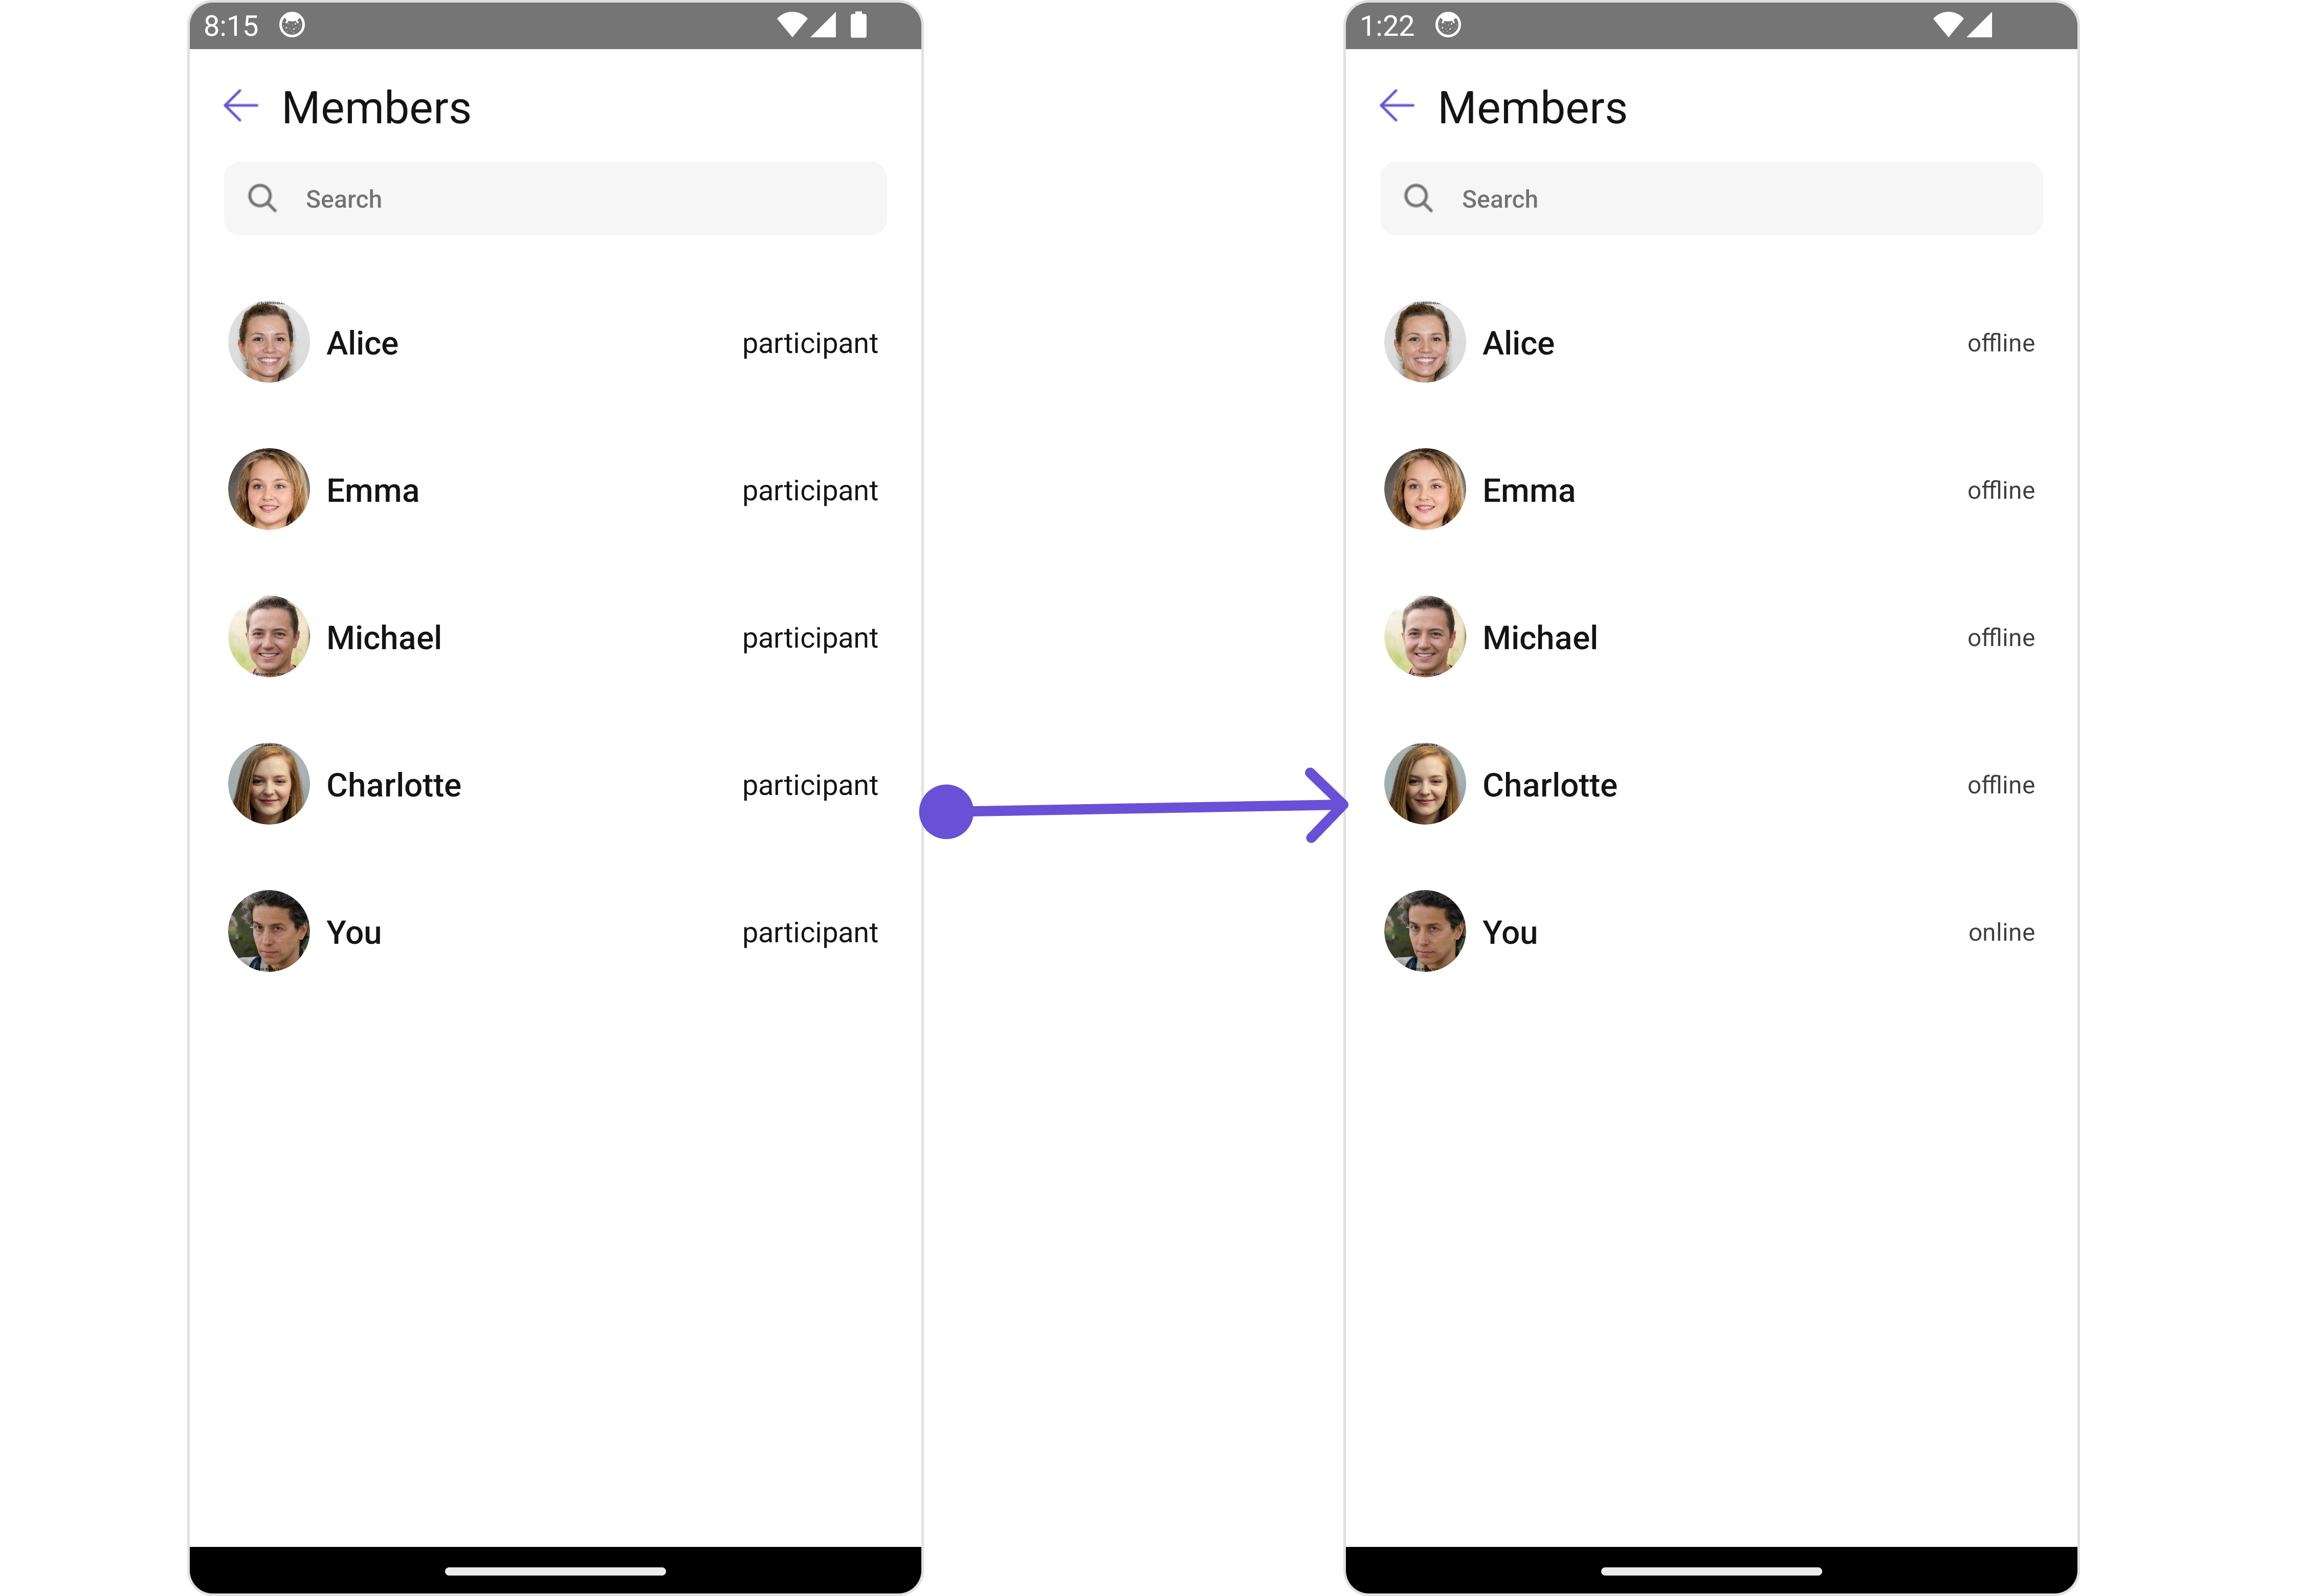 8:15
Members
Search
Alice participant
Emma participant
Michael participant
Charlotte participant
You participant
1:22
Members
Search
Alice offline
Emma offline
Michael offline
Charlotte offline
You online